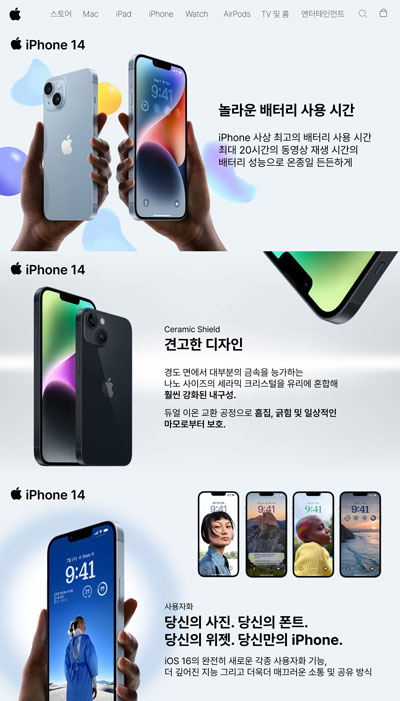 스토어 Mac iPad iPhone Watch AirPods TV 및 홈 엔터테인먼트
iPhone 14
놀라운 배터리 사용 시간
iPhone 사상 최고의 배터리 사용 시간
최대 20시간의 동영상 재생 시간의
배터리 성능으로 온종일 든든하게
iPhone 14
Ceramic Shield
견고한 디자인
경도 면에서 대부분의 금속을 능가하는
나노 사이즈의 세라믹 크리스털을 유리에 혼합해
훨씬 강화된 내구성.
듀얼 이온 교환 공정으로 흠집, 긁힘 및 일상적인
마모로부터 보호.
iPhone 14
9:41
9:41
9:41
9:41
9:41
사용자화
당신의 사진. 당신의 폰트.
당신의 위젯. 당신만의 iPhone.
iOS 16의 완전히 새로운 각종 사용자화 기능,
더 깊어진 지능 그리고 더욱더 매끄러운 소통 및 공유 방식